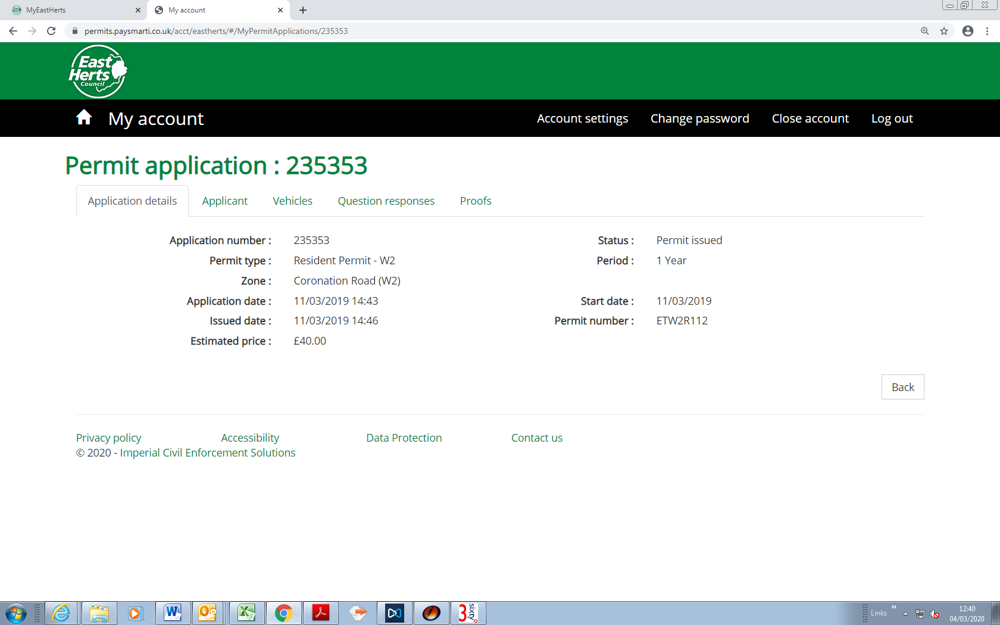 MyEastHerts
My account
permits.paysmarti.co.uk/acct/eastherts/#/MyPermitApplications/235353
East
Herts
Council
My account
Account settings
Change password
Close account
Log out
Permit application : 235353
Application details
Applicant
Vehicles
Question responses
Proofs
Application number : 235353
Status : Permit issued
Permit type : Resident Permit - W2
Period : 1 Year
Zone : Coronation Road (W2)
Application date : 11/03/2019 14:43
Start date : 11/03/2019
Issued date : 11/03/2019 14:46
Permit number : ETW2R112
Estimated price : £40.00
Back
Privacy policy
Accessibility
Data Protection
Contact us
© 2020 - Imperial Civil Enforcement Solutions
3
sixty
Links
12:40
04/03/2020